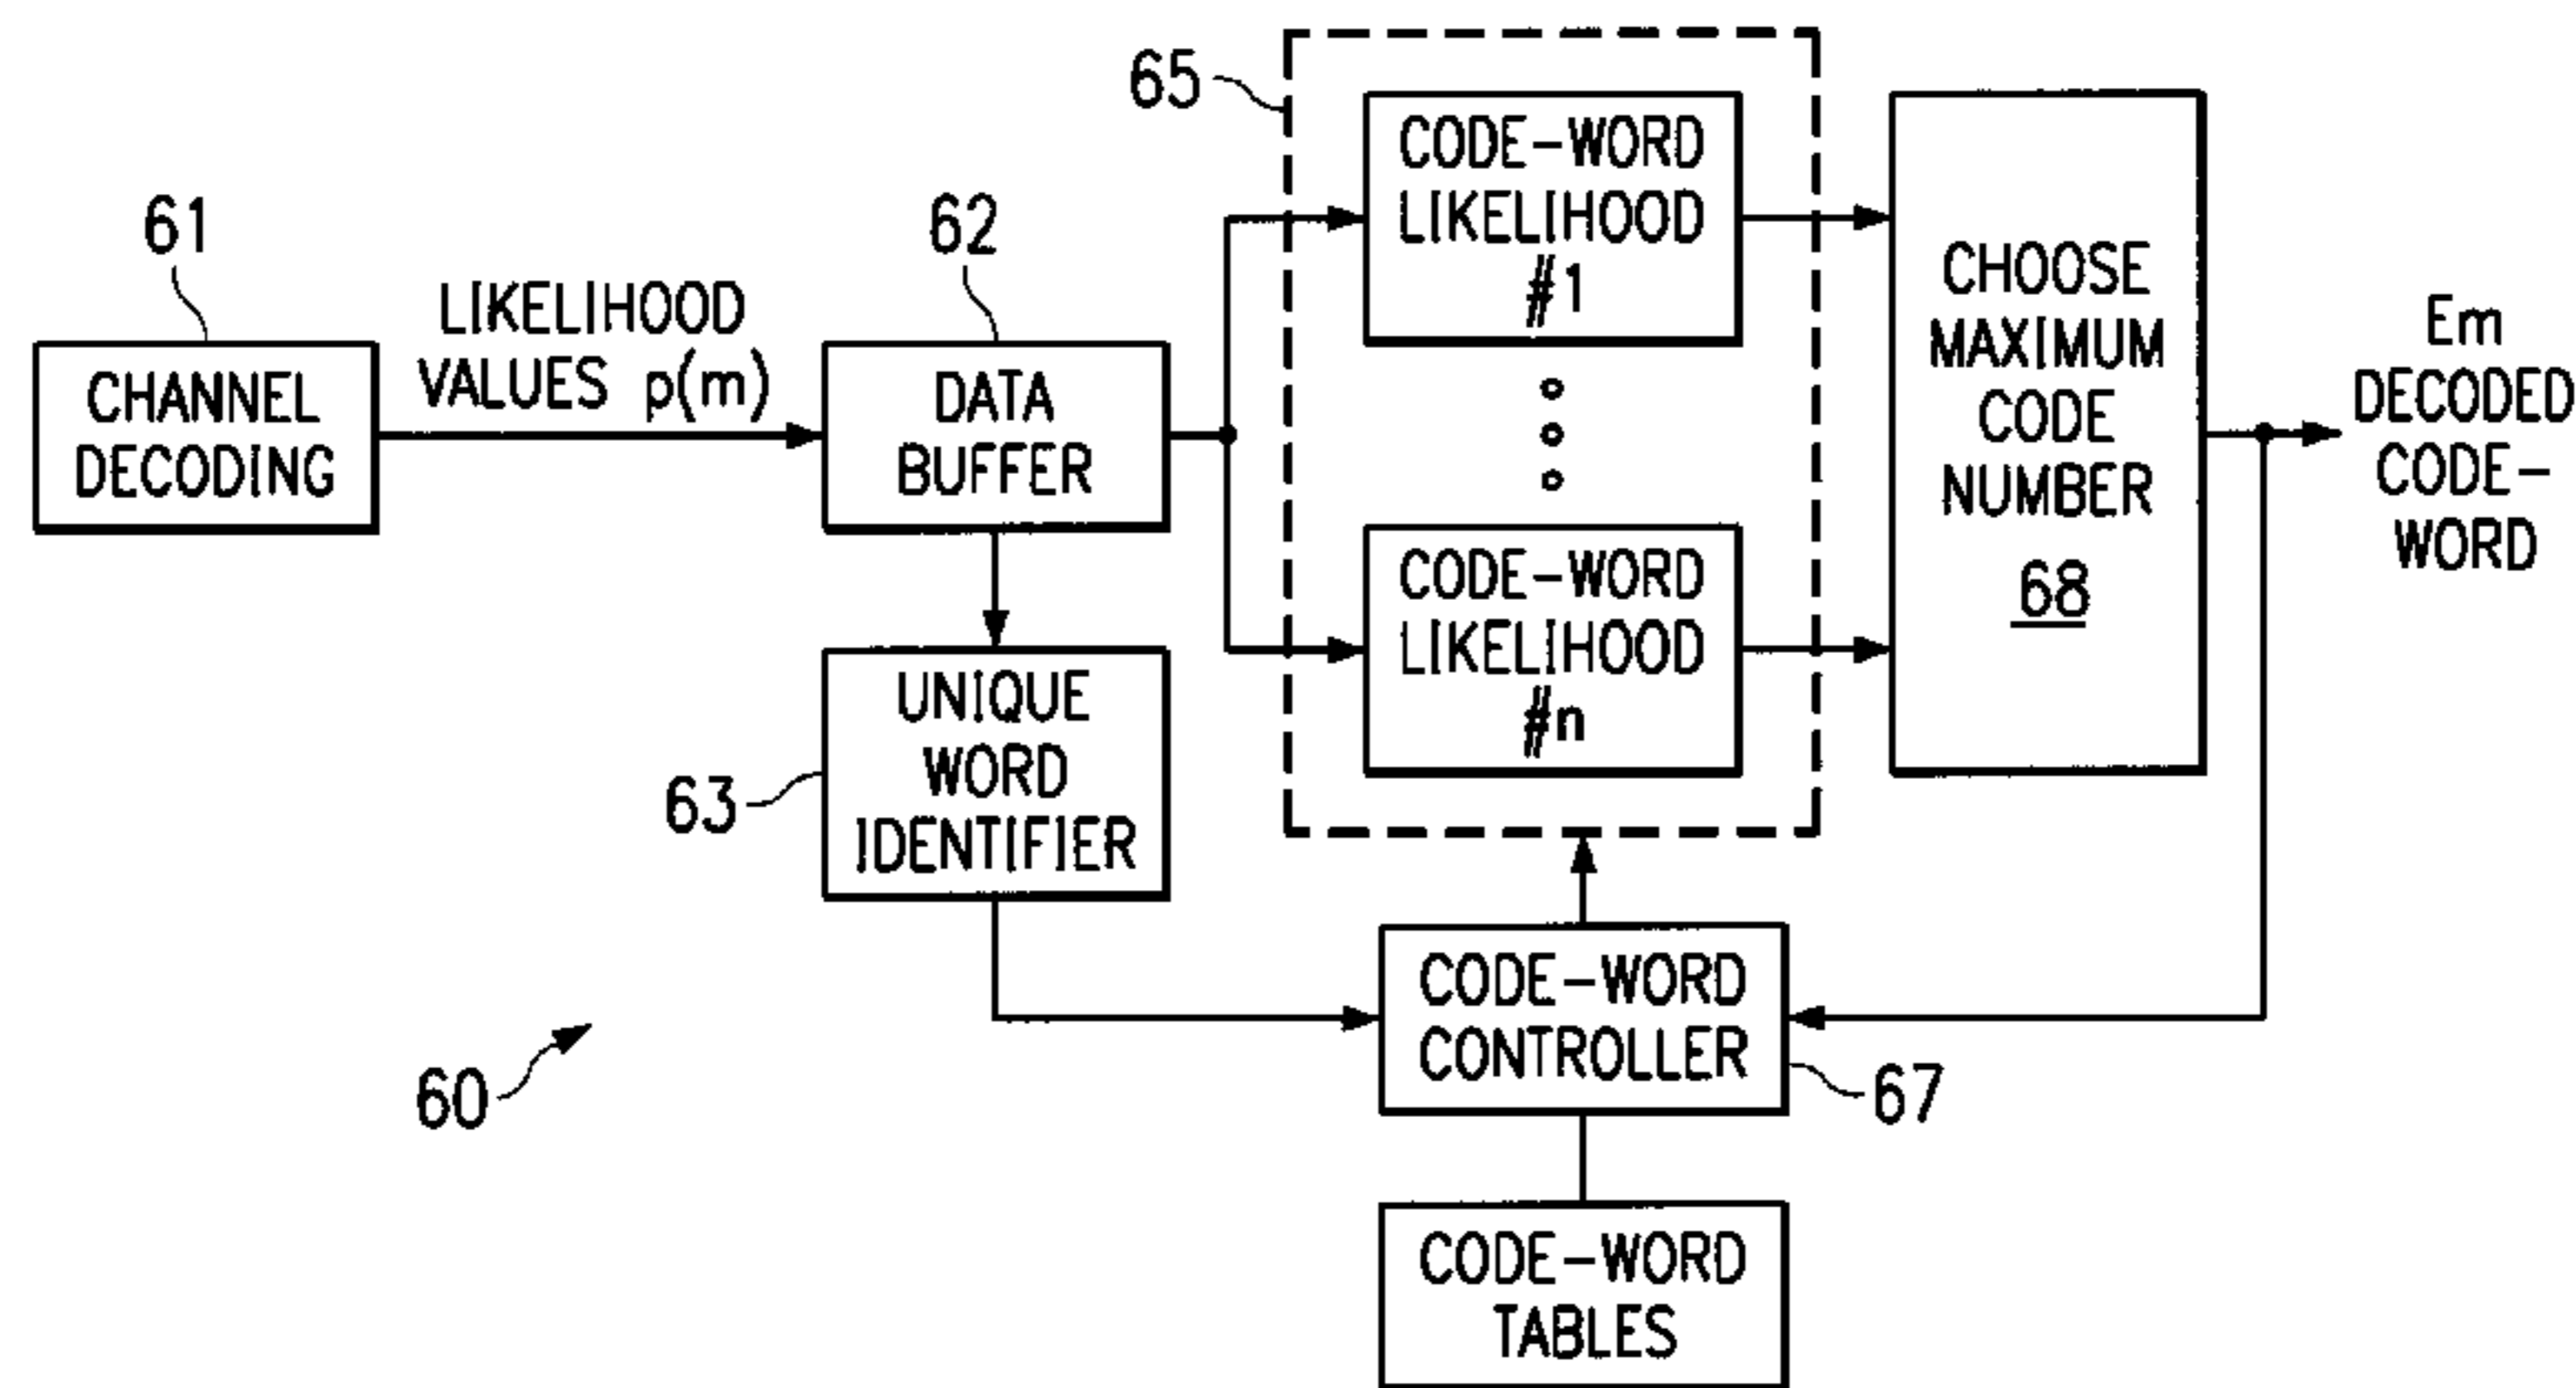 61
CHANNEL
DECODING
LIKELIHOOD
VALUES p(m)
62
DATA
BUFFER
63
UNIQUE
WORD
IDENTIFIER
65
CODE-WORD
LIKELIHOOD
#1
CODE-WORD
LIKELIHOOD
#n
CHOOSE
MAXIMUM
CODE
NUMBER
68
Em
DECODED
CODE-
WORD
CODE-WORD
CONTROLLER
67
60
CODE-WORD
TABLES